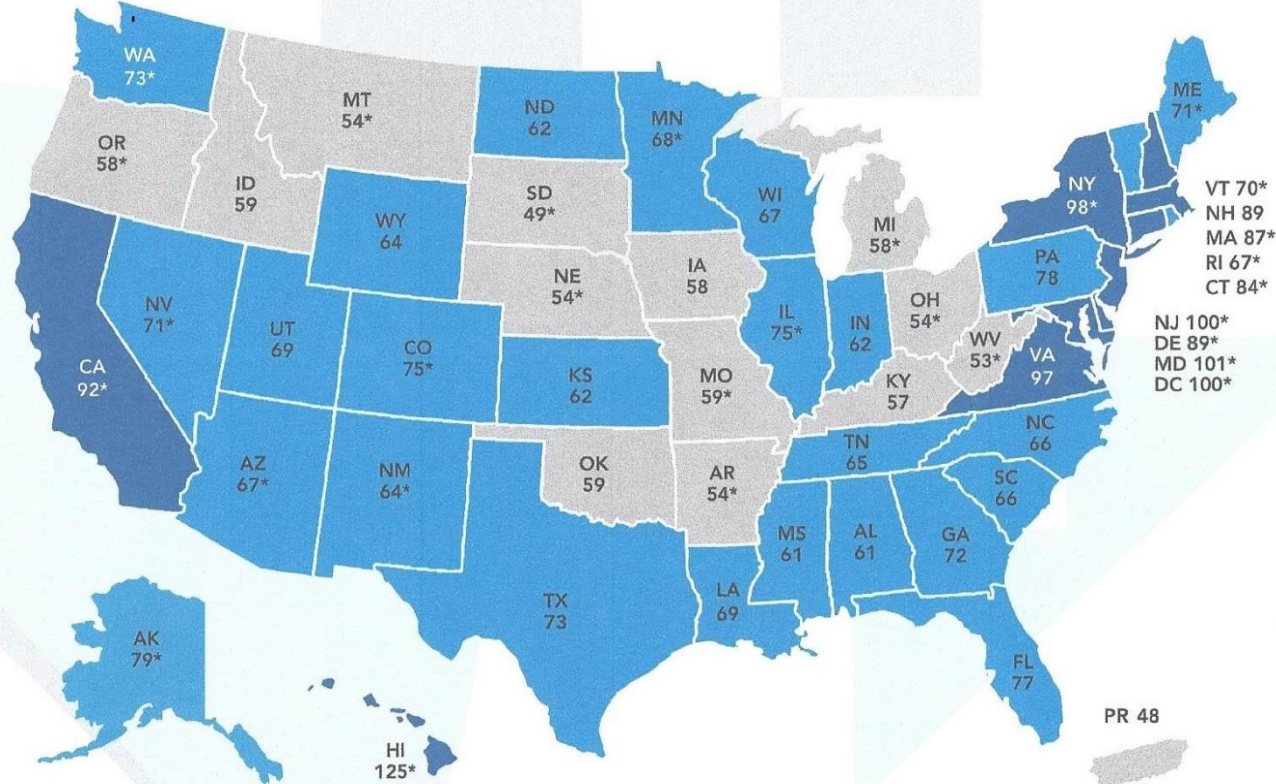 WA
73*
OR
58*
MT
54*
ID
59
ND
62
MN
68*
SD
49*
WI
67
WY
64
NE
54*
IA
58
MI
58*
ME
71*
NY
98*
VT 70*
NH 89
MA 87*
RI 67*
CT 84*
PA
78
NJ 100*
DE 89*
MD 101*
DC 100*
NV
71*
UT
69
CO
75*
CA
92*
KS
62
MO
59*
IL
75*
IN
62
OH
54*
WV
53*
VA
97
KY
57
NC
66
TN
65
SC
66
AZ
67*
NM
64*
OK
59
AR
54*
MS
61
AL
61
GA
72
TX
73
LA
69
FL
77
AK
79*
HI
125*
PR 48